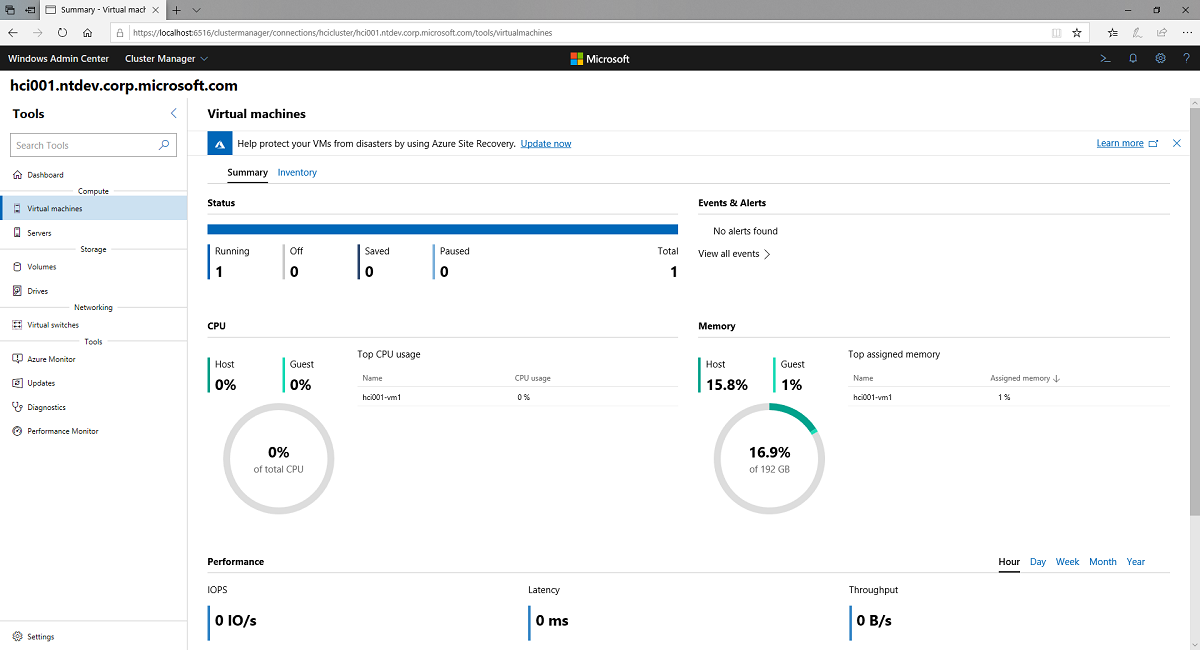 Summary - Virtual mach
https://localhost:6516/clustermanager/connections/hcicluster/hci001.ntdev.corp.microsoft.com/tools/virtualmachines
Windows Admin Center Cluster Manager Microsoft
hci001.ntdev.corp.microsoft.com
Tools
Search Tools
Dashboard
Compute
Virtual machines
Servers
Storage
Volumes
Drives
Networking
Virtual switches
Tools
Azure Monitor
Updates
Diagnostics
Performance Monitor
Settings
Virtual machines
Help protect your VMs from disasters by using Azure Site Recovery. Update now Learn more
Summary Inventory
Status
Running Off Saved Paused Total
1 0 0 0 1
Events & Alerts
No alerts found
View all events
CPU
Host Guest
0% 0%
0%
of total CPU
Top CPU usage
Name CPU usage
hci001-vm1 0 %
Memory
Host Guest
15.8% 1%
16.9%
of 192 GB
Top assigned memory
Name Assigned memory
hci001-vm1 1 %
Performance Hour Day Week Month Year
IOPS Latency Throughput
0 IO/s 0 ms 0 B/s